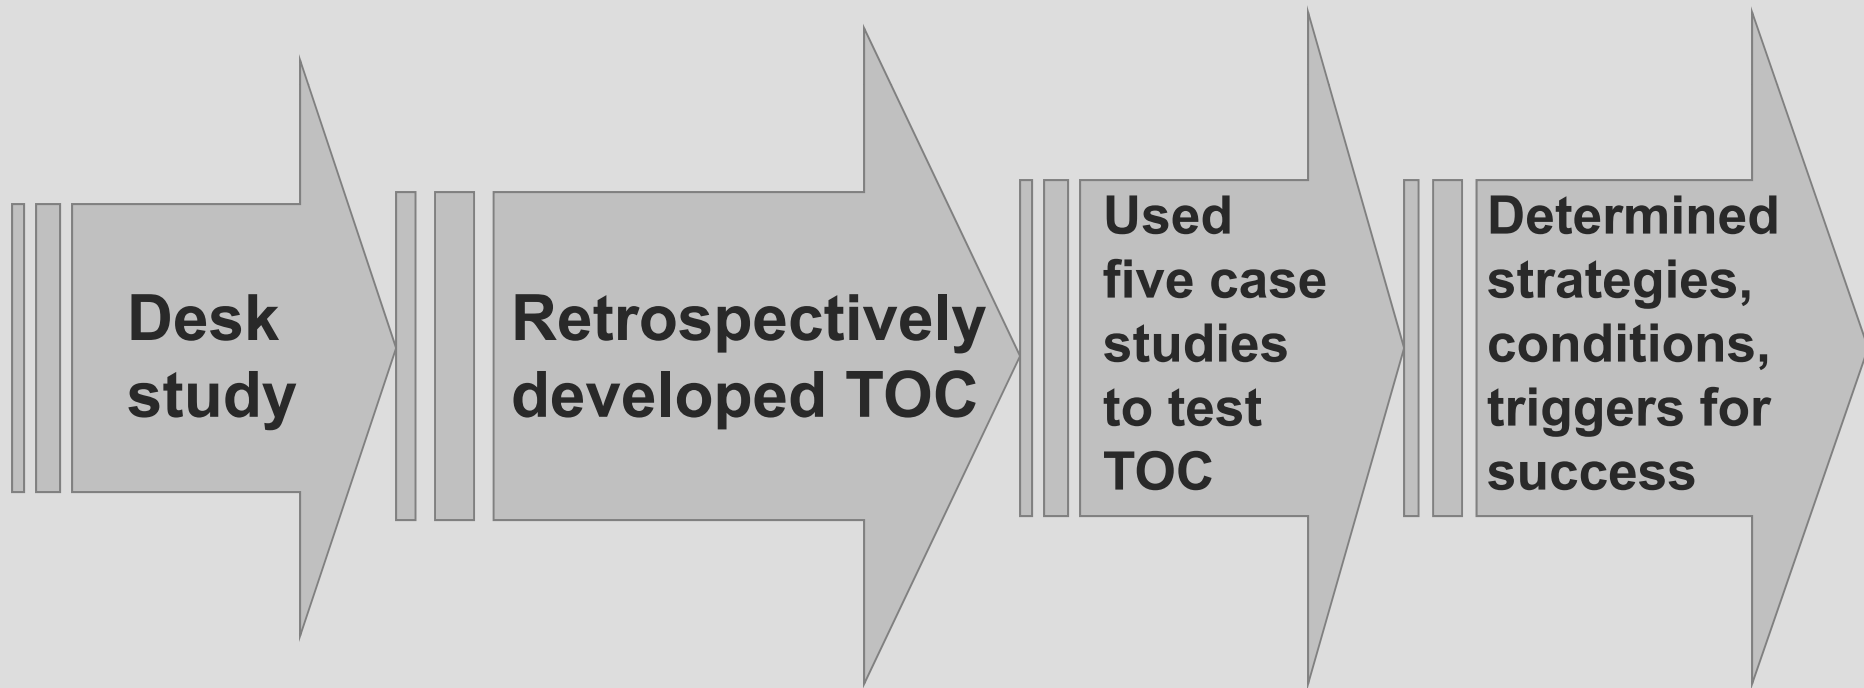 Desk
study
Retrospectively
developed TOC
Used
five case
studies
to test
TOC
Determined
strategies,
conditions,
triggers for
success